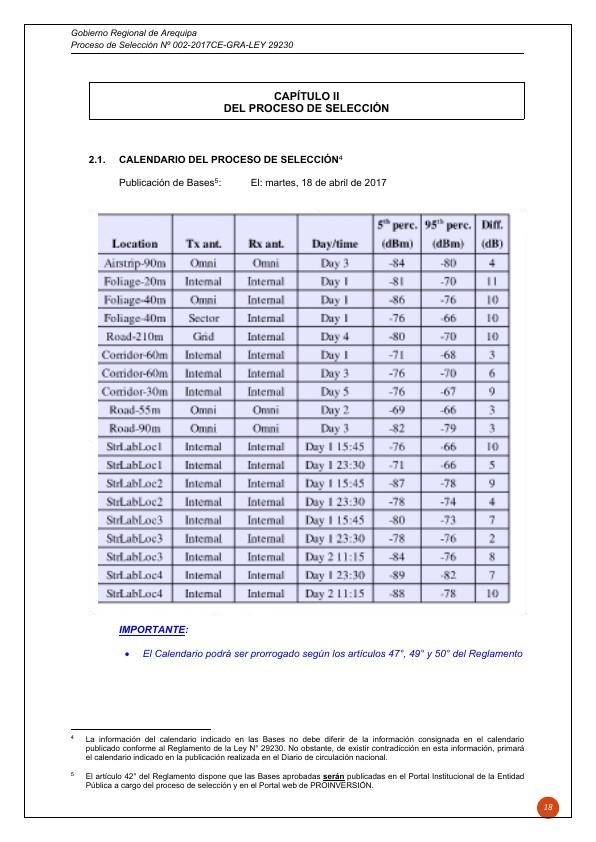 Gobierno Regional de Arequipa
Proceso de Selección Nº 002-2017CE-GRA-LEY 29230
CAPÍTULO II
DEL PROCESO DE SELECCIÓN
2.1. CALENDARIO DEL PROCESO DE SELECCIÓN4
Publicación de Bases5: El: martes, 18 de abril de 2017
Location Tx ant. Rx ant. Day/time 5th perc. (dBm) 95th perc. (dBm) Diff. (dB)
Airstrip-90m Omni Omni Day 3 -84 -80 4
Foliage-20m Internal Internal Day 1 -81 -70 11
Foliage-40m Omni Internal Day 1 -86 -76 10
Foliage-40m Sector Internal Day 1 -76 -66 10
Road-210m Grid Internal Day 4 -80 -70 10
Corridor-60m Internal Internal Day 1 -71 -68 3
Corridor-60m Internal Internal Day 3 -76 -70 6
Corridor-30m Internal Internal Day 5 -76 -67 9
Road-55m Omni Omni Day 2 -69 -66 3
Road-90m Omni Omni Day 3 -82 -79 3
StrLabLoc1 Internal Internal Day 1 15:45 -76 -66 10
StrLabLoc1 Internal Internal Day 1 23:30 -71 -66 5
StrLabLoc2 Internal Internal Day 1 15:45 -87 -78 9
StrLabLoc2 Internal Internal Day 1 23:30 -78 -74 4
StrLabLoc3 Internal Internal Day 1 15:45 -80 -73 7
StrLabLoc3 Internal Internal Day 1 23:30 -78 -76 2
StrLabLoc3 Internal Internal Day 2 11:15 -84 -76 8
StrLabLoc4 Internal Internal Day 1 23:30 -89 -82 7
StrLabLoc4 Internal Internal Day 2 11:15 -88 -78 10
IMPORTANTE:
• El Calendario podrá ser prorrogado según los artículos 47°, 49° y 50° del Reglamento
4 La información del calendario indicado en las Bases no debe diferir de la información consignada en el calendario
publicado conforme al Reglamento de la Ley N° 29230. No obstante, de existir contradicción en esta información, primará
el calendario indicado en la publicación realizada en el Diario de circulación nacional.
5 El artículo 42° del Reglamento dispone que las Bases aprobadas serán publicadas en el Portal Institucional de la Entidad
Pública a cargo del proceso de selección y en el Portal web de PROINVERSIÓN.
18